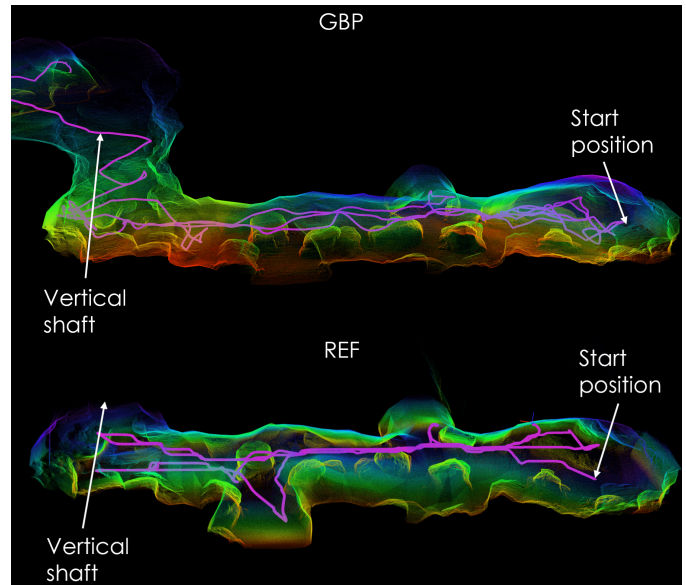 GBP
Start
position
Vertical
shaft
REF
Start
position
Vertical
shaft